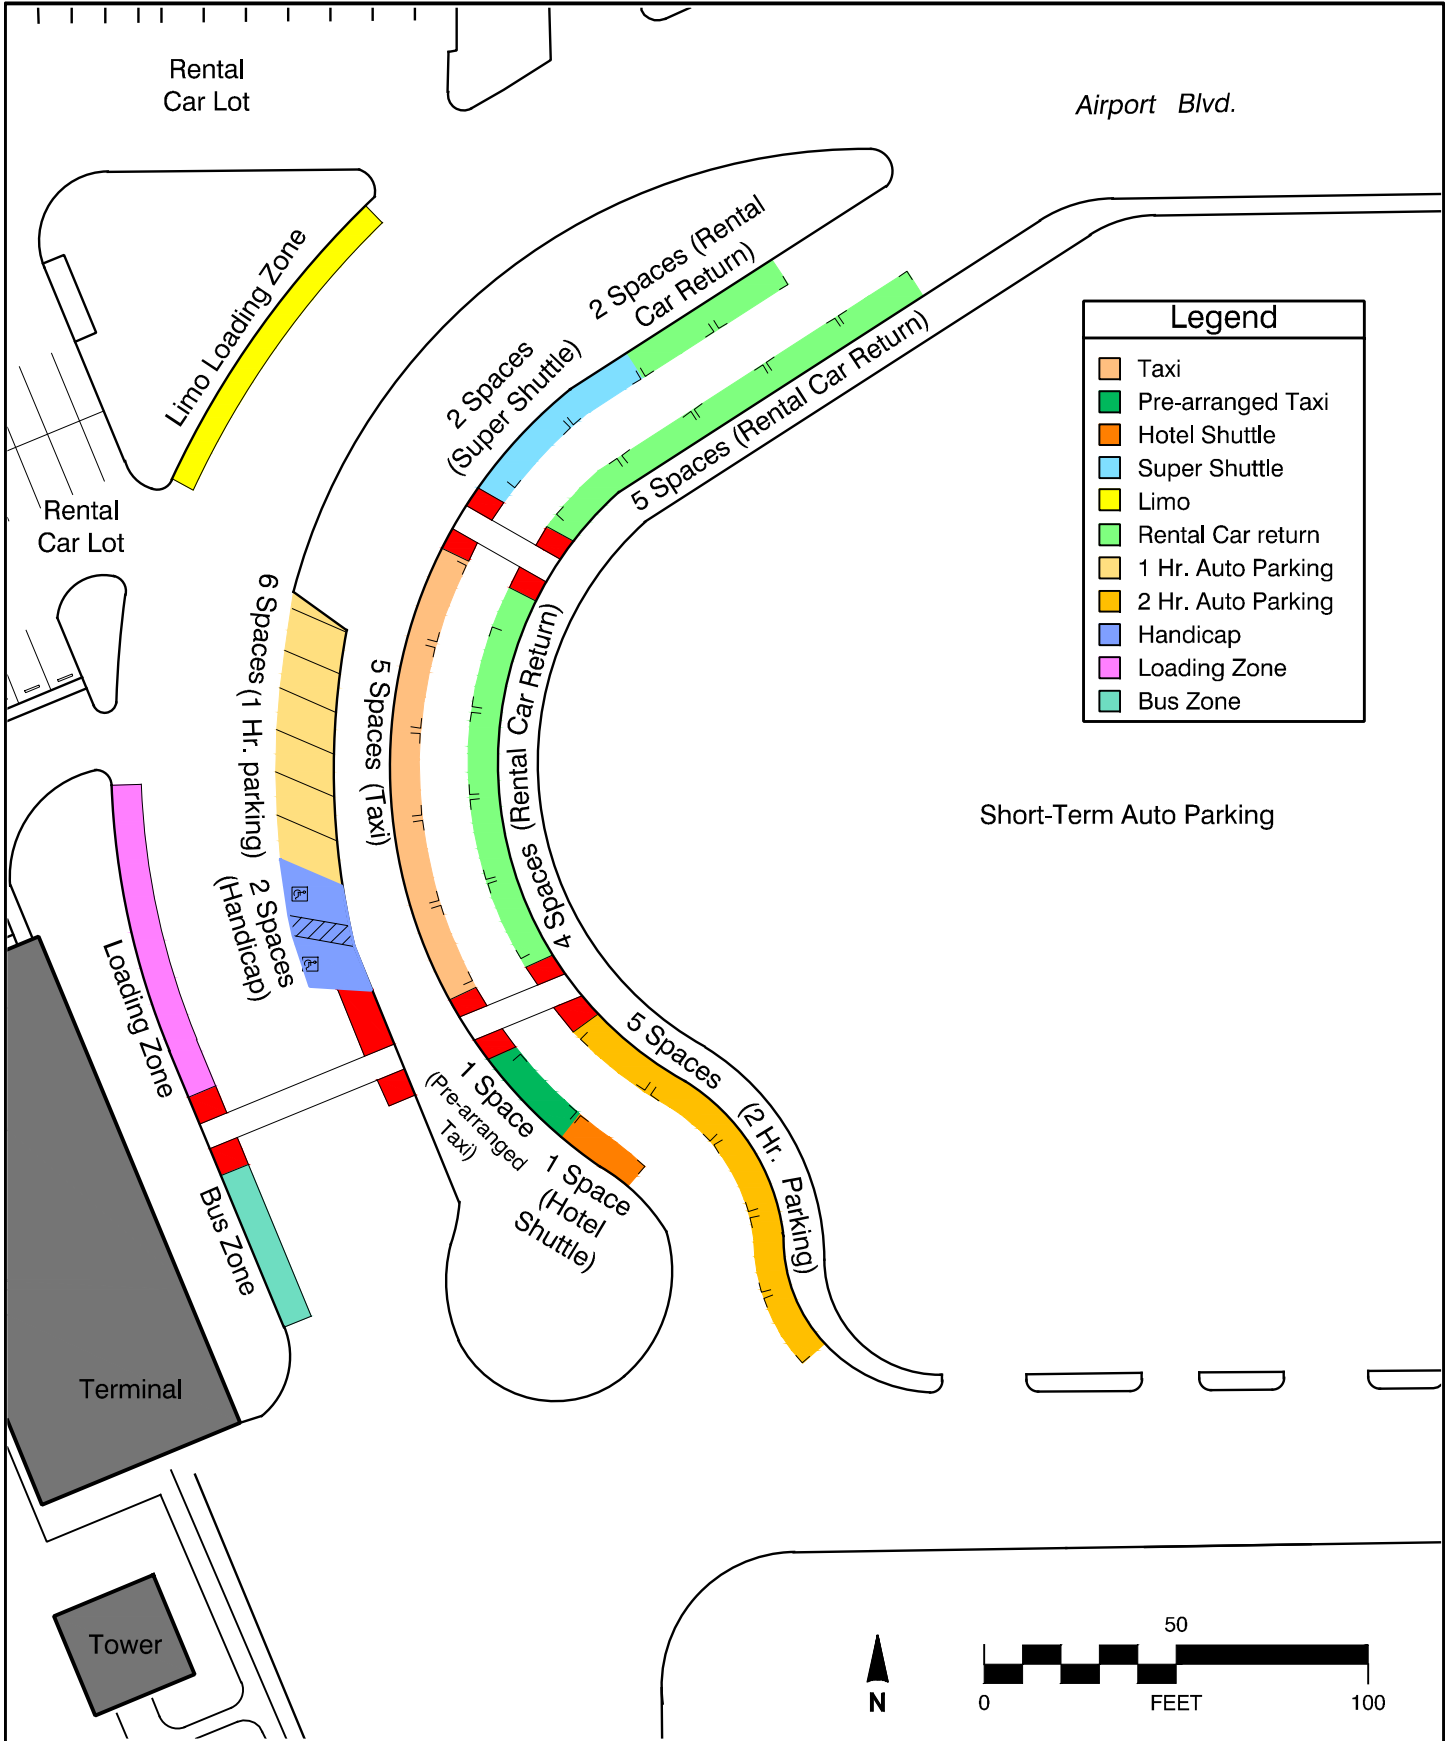 Rental
Car Lot
Airport Blvd.
Limo Loading Zone
2 Spaces (Rental
Car Return)
2 Spaces
(Super Shuttle)
5 Spaces (Rental Car Return)
Legend
Taxi
Pre-arranged Taxi
Hotel Shuttle
Super Shuttle
Limo
Rental Car return
1 Hr. Auto Parking
2 Hr. Auto Parking
Handicap
Loading Zone
Bus Zone
Rental
Car Lot
6 Spaces (1 Hr. parking)
5 Spaces (Taxi)
4 Spaces (Rental Car Return)
Short-Term Auto Parking
2 Spaces
(Handicap)
Loading Zone
5 Spaces (2 Hr. Parking)
1 Space
(Pre-arranged
Taxi)
1 Space
(Hotel
Shuttle)
Bus Zone
Terminal
Tower
N
50
0 FEET 100